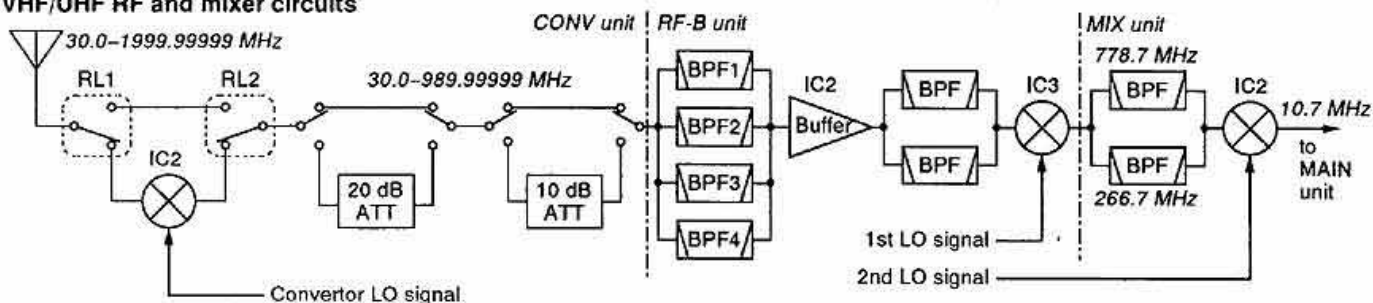 VHF/UHF RF and mixer circuits
CONV unit
RF-B unit
MIX unit
30.0–1999.99999 MHz
RL1
RL2
30.0–989.99999 MHz
IC2
20 dB
ATT
10 dB
ATT
BPF1
BPF2
BPF3
BPF4
IC2
Buffer
BPF
BPF
IC3
778.7 MHz
BPF
BPF
266.7 MHz
IC2
10.7 MHz
to
MAIN
unit
1st LO signal
2nd LO signal
Convertor LO signal